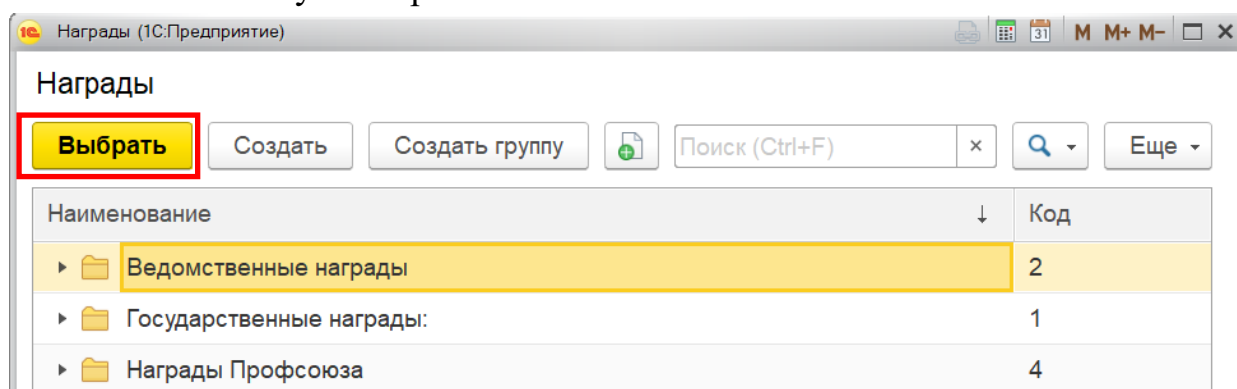 Награды (1С:Предприятие) 31 M M+ M-
Награды
Выбрать Создать Создать группу Поиск (Ctrl+F) × Еще
Наименование ↓ Код
Ведомственные награды 2
Государственные награды: 1
Награды Профсоюза 4